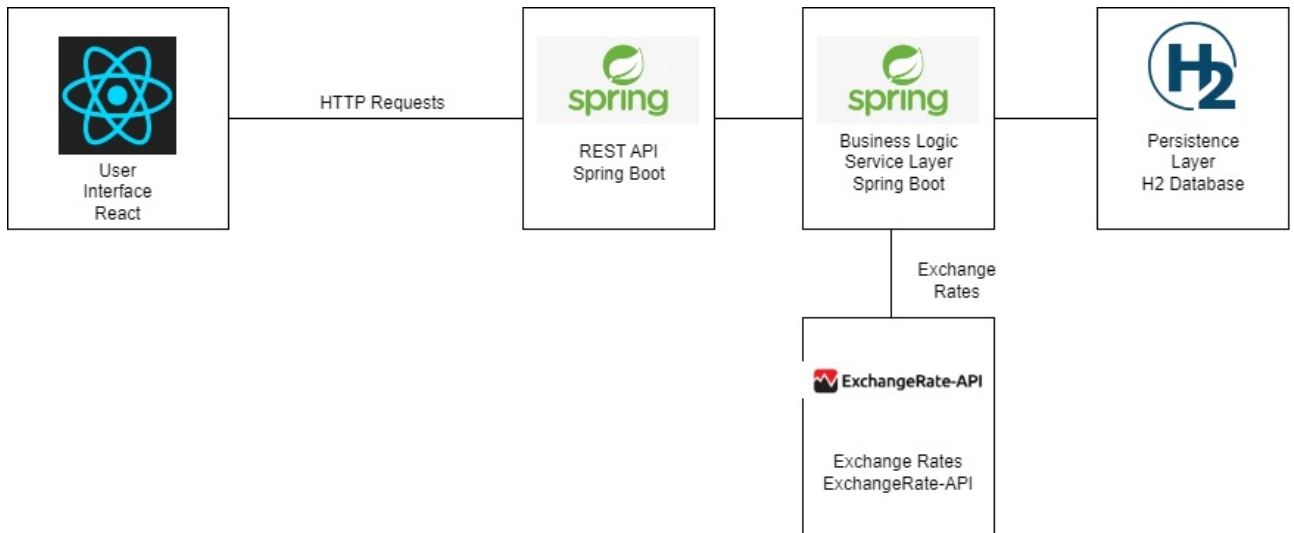 User
Interface
React
HTTP Requests
spring
REST API
Spring Boot
spring
Business Logic
Service Layer
Spring Boot
H2
Persistence
Layer
H2 Database
Exchange
Rates
ExchangeRate-API
Exchange Rates
ExchangeRate-API